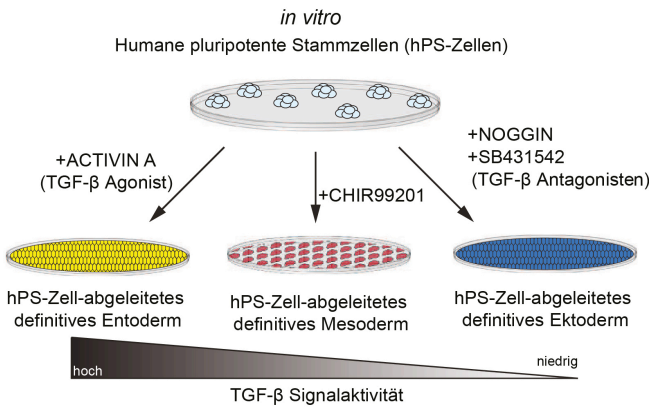 in vitro
Humane pluripotente Stammzellen (hPS-Zellen)
+ACTIVIN A
(TGF-β Agonist)
+CHIR99201
+NOGGIN
+SB431542
(TGF-β Antagonisten)
hPS-Zell-abgeleitetes
definitives Entoderm
hPS-Zell-abgeleitetes
definitives Mesoderm
hPS-Zell-abgeleitetes
definitives Ektoderm
hoch
niedrig
TGF-β Signalaktivität